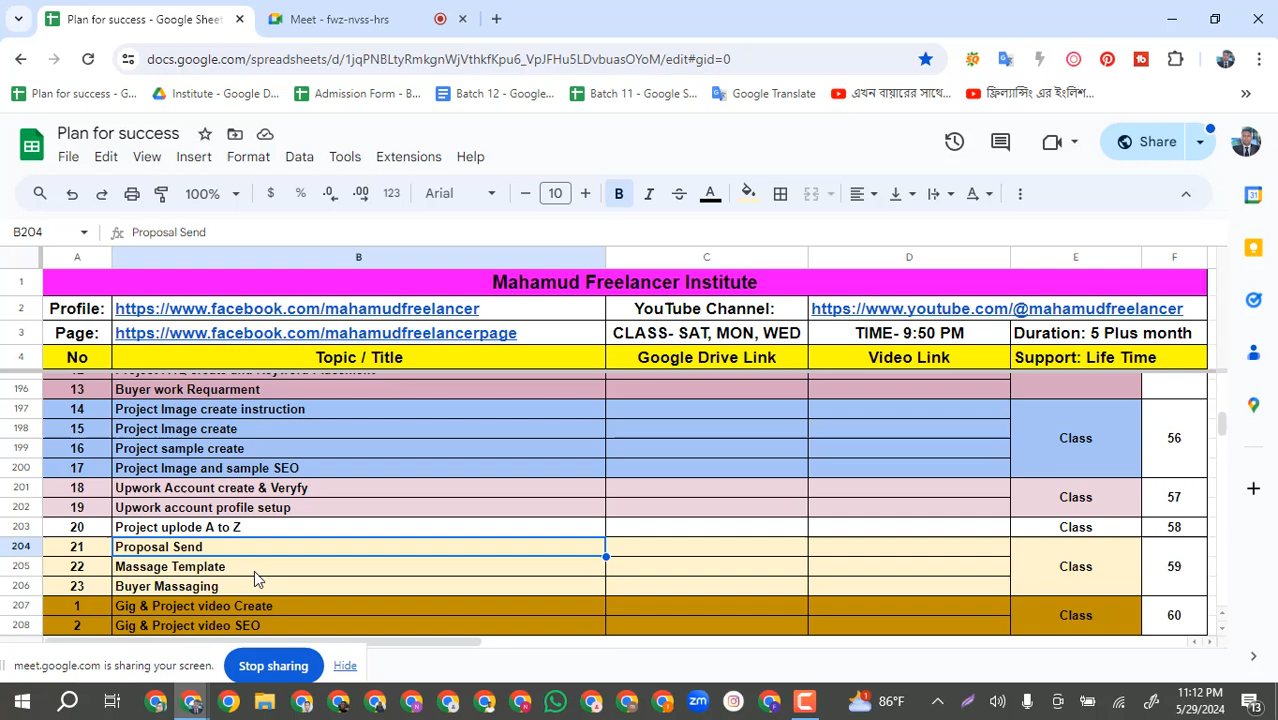 Plan for success - Google Sheet
Meet - fwz-nvss-hrs
docs.google.com/spreadsheets/d/1jqPNBLtyRmkgnWjVthkfKpu6_VpJFHu5LDvbuasOYoM/edit#gid=0
Plan for success - G...
Institute - Google D...
Admission Form - B...
Batch 12 - Google...
Batch 11 - Google S...
Google Translate
এখন বায়ারের সাথে...
ফ্রিল্যান্সিং এর ইংলিশ...
Plan for success
File Edit View Insert Format Data Tools Extensions Help
Share
100% $ % .0 .00 123 Arial 10 B I A
B204 fx Proposal Send
A B C D E F
1 Mahamud Freelancer Institute
2 Profile: https://www.facebook.com/mahamudfreelancer YouTube Channel: https://www.youtube.com/@mahamudfreelancer
3 Page: https://www.facebook.com/mahamudfreelancerpage CLASS- SAT, MON, WED TIME- 9:50 PM Duration: 5 Plus month
4 No Topic / Title Google Drive Link Video Link Support: Life Time
196 13 Buyer work Requarment
197 14 Project Image create instruction
198 15 Project Image create Class 56
199 16 Project sample create
200 17 Project Image and sample SEO
201 18 Upwork Account create & Veryfy Class 57
202 19 Upwork account profile setup
203 20 Project uplode A to Z Class 58
204 21 Proposal Send
205 22 Massage Template Class 59
206 23 Buyer Massaging
207 1 Gig & Project video Create Class 60
208 2 Gig & Project video SEO
meet.google.com is sharing your screen. Stop sharing Hide
86°F
11:12 PM
5/29/2024
13